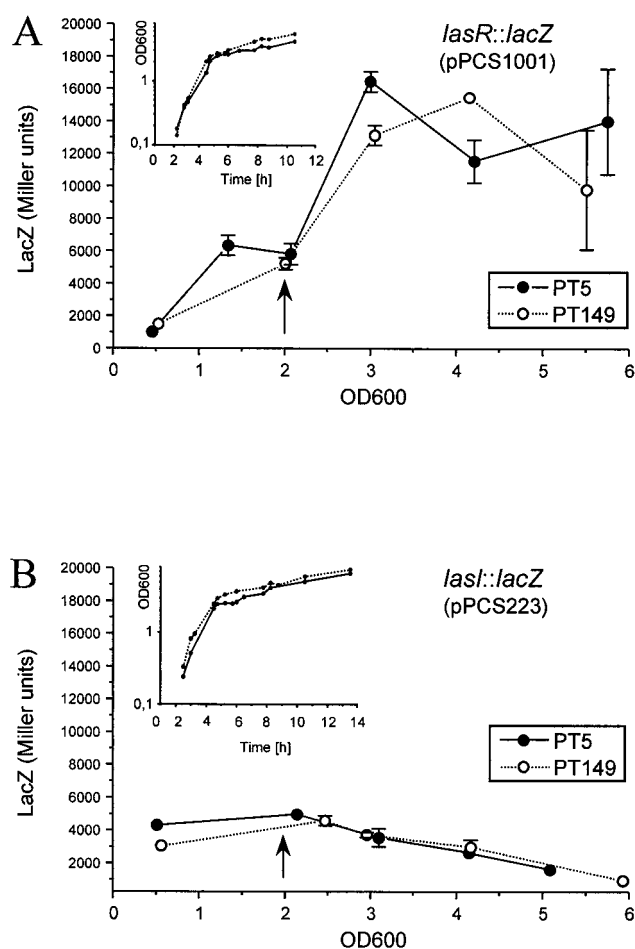 A
20000
18000
16000
14000
12000
10000
8000
6000
4000
2000
0
LacZ (Miller units)
0 1 2 3 4 5 6
OD600
OD600
1
0,1
0 2 4 6 8 10 12
Time [h]
lasR::lacZ
(pPCS1001)
PT5
PT149
B
20000
18000
16000
14000
12000
10000
8000
6000
4000
2000
LacZ (Miller units)
0 1 2 3 4 5 6
OD600
OD600
1
0,1
0 2 4 6 8 10 12 14
Time [h]
lasI::lacZ
(pPCS223)
PT5
PT149